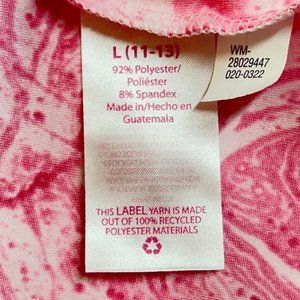 L (11-13)
92% Polyester/
Poliéster
8% Spandex
Made in/Hecho en
Guatemala
THIS LABEL YARN IS MADE
OUT OF 100% RECYCLED
POLYESTER MATERIALS
WM-
28029447
020-0322